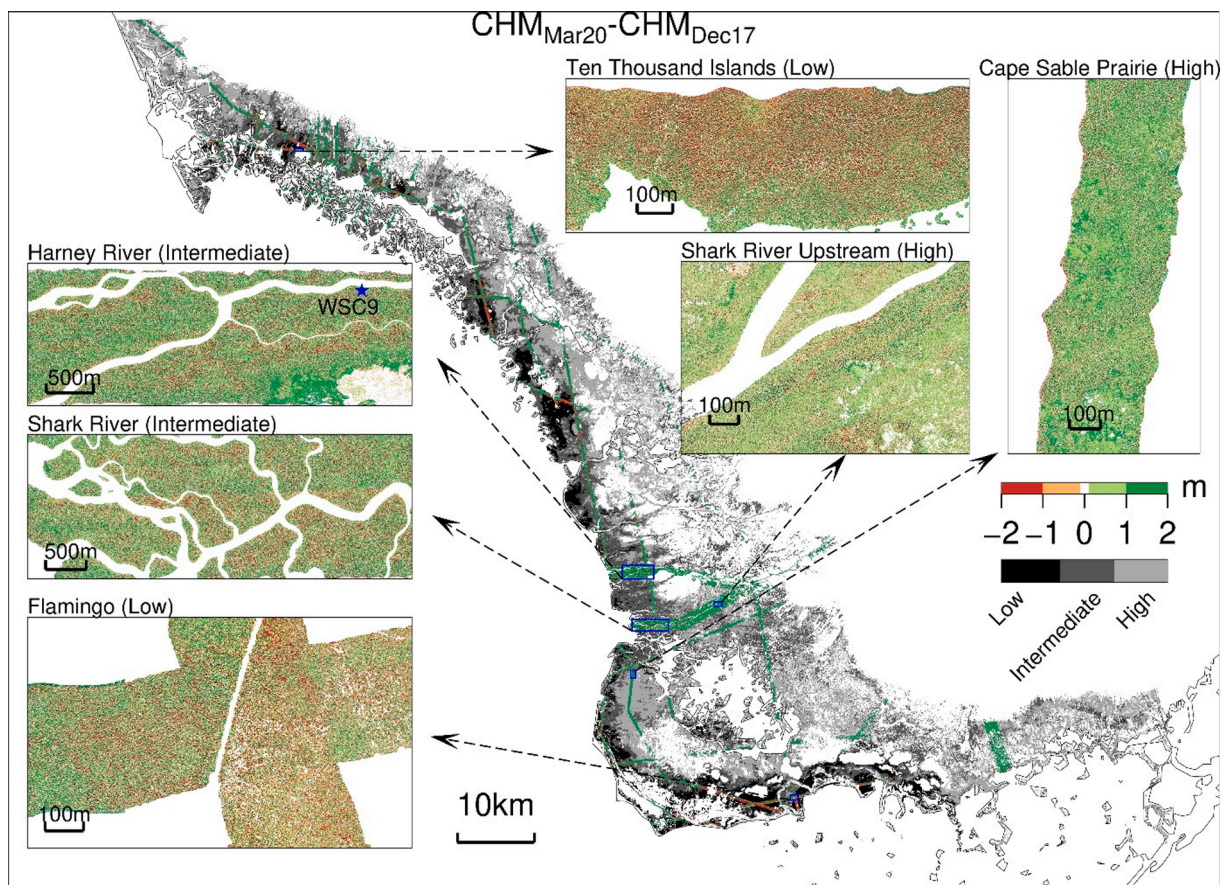 CHMMar20-CHMDec17
Ten Thousand Islands (Low)
100m
Cape Sable Prairie (High)
100m
Harney River (Intermediate)
WSC9
500m
Shark River Upstream (High)
100m
Shark River (Intermediate)
500m
Flamingo (Low)
100m
10km
m
−2 −1 0 1 2
Low
Intermediate
High